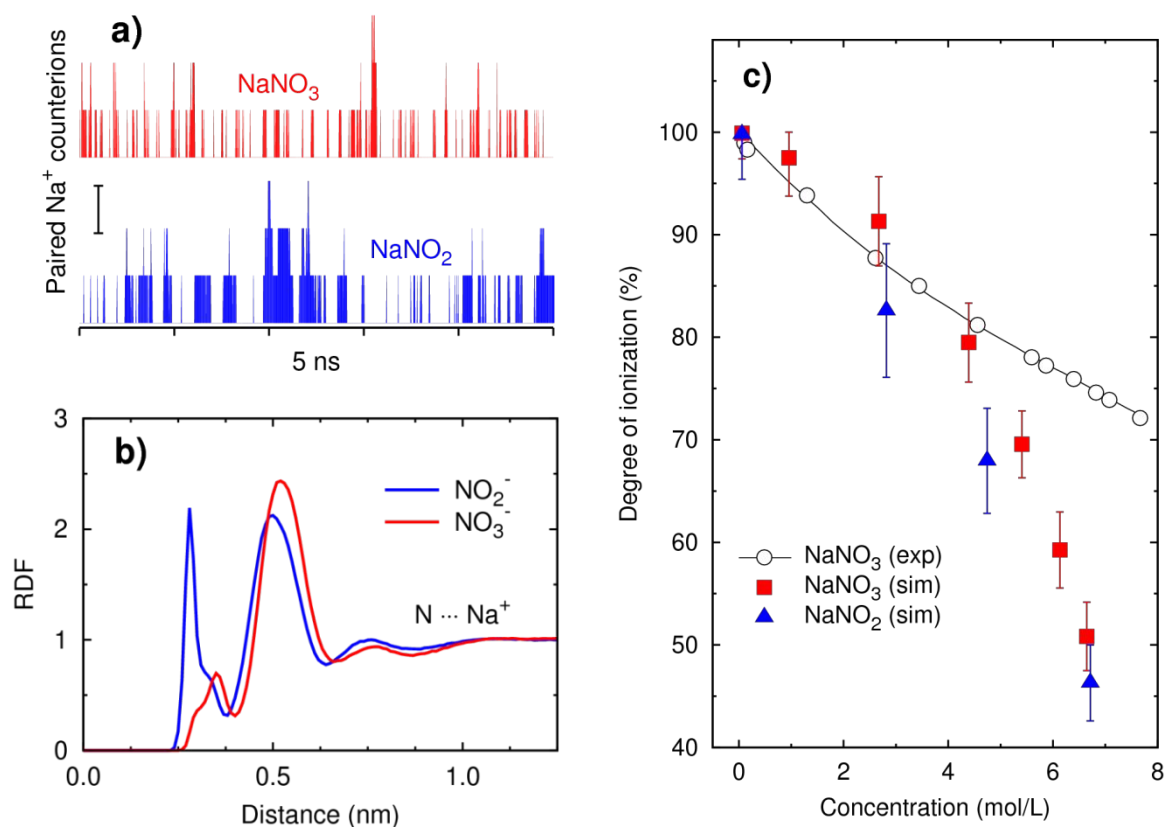 a)
Paired Na⁺ counterions
NaNO₃
NaNO₂
5 ns
b)
3
2
1
0
RDF
NO₂⁻
NO₃⁻
N ··· Na⁺
0.0
0.5
1.0
Distance (nm)
c)
100
90
80
70
60
50
40
Degree of ionization (%)
NaNO₃ (exp)
NaNO₃ (sim)
NaNO₂ (sim)
0
2
4
6
8
Concentration (mol/L)